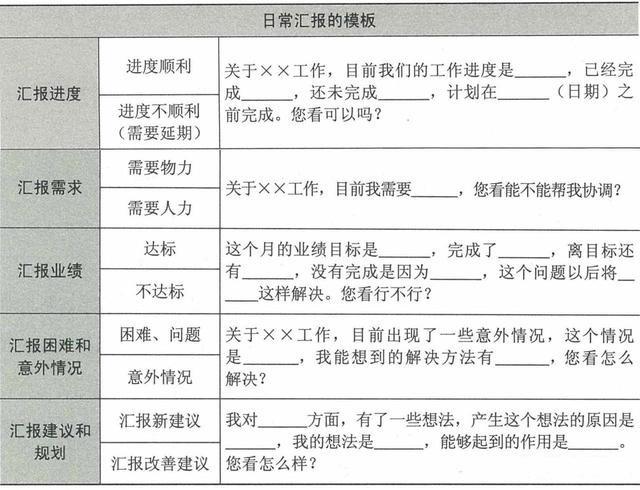 日常汇报的模板
汇报进度
进度顺利
进度不顺利
（需要延期）
关于××工作，目前我们的工作进度是______，已经完
成______，还未完成______，计划在______（日期）之
前完成。您看可以吗？
汇报需求
需要物力
需要人力
关于××工作，目前我需要______，您看能不能帮我协调？
汇报业绩
达标
不达标
这个月的业绩目标是______，完成了______，离目标还
有______，没有完成是因为______，这个问题以后将__
____这样解决。您看行不行？
汇报困难和
意外情况
困难、问题
意外情况
关于××工作，目前出现了一些意外情况，这个情况
是______，我能想到的解决方法有______，您看怎么
解决？
汇报建议和
规划
汇报新建议
汇报改善建议
我对______方面，有了一些想法，产生这个想法的原因是
______，我的想法是______，能够起到的作用是______。
您看怎么样？